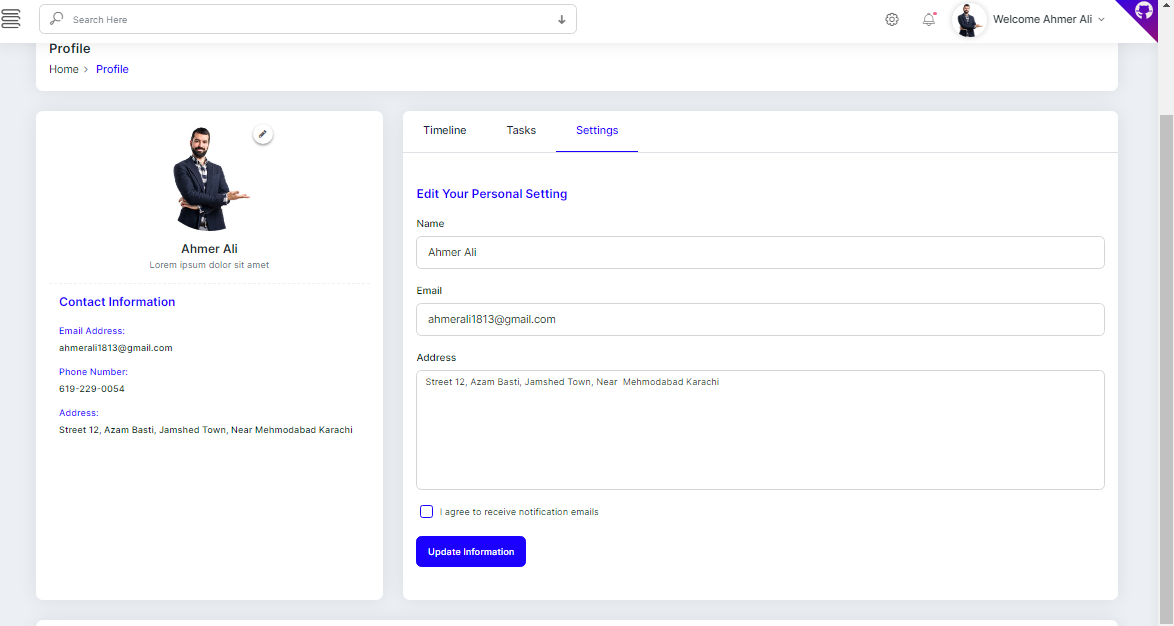 Search Here
Welcome Ahmer Ali
Profile
Home > Profile
Ahmer Ali
Lorem ipsum dolor sit amet
Contact Information
Email Address:
ahmerali1813@gmail.com
Phone Number:
619-229-0054
Address:
Street 12, Azam Basti, Jamshed Town, Near Mehmodabad Karachi
Timeline Tasks Settings
Edit Your Personal Setting
Name
Ahmer Ali
Email
ahmerali1813@gmail.com
Address
Street 12, Azam Basti, Jamshed Town, Near  Mehmodabad Karachi
I agree to receive notification emails
Update Information